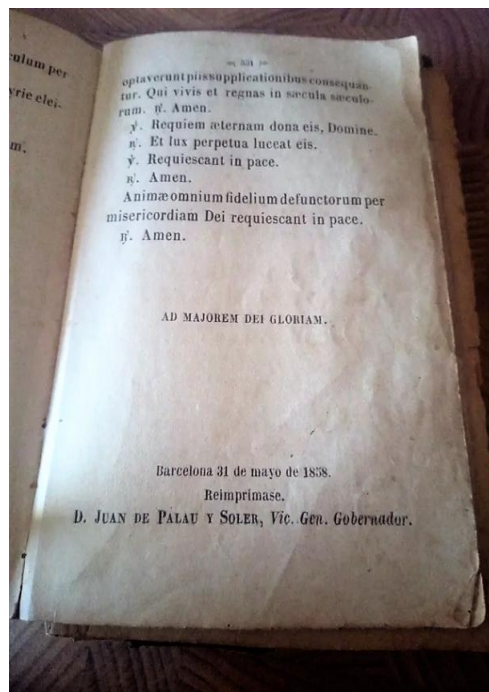 culum per
yrie elei-
m.
— 551 —
optaverunt piis supplicationibus consequan-
tur. Qui vivis et regnas in sæcula sæculo-
rum. ℟. Amen.
℣. Requiem æternam dona eis, Domine.
℟. Et lux perpetua luceat eis.
℣. Requiescant in pace.
℟. Amen.
Animæ omnium fidelium defunctorum per
misericordiam Dei requiescant in pace.
℟. Amen.
AD MAJOREM DEI GLORIAM.
Barcelona 31 de mayo de 1858.
Reimprimase.
D. JUAN DE PALAU Y SOLER, Vic. Gen. Gobernador.